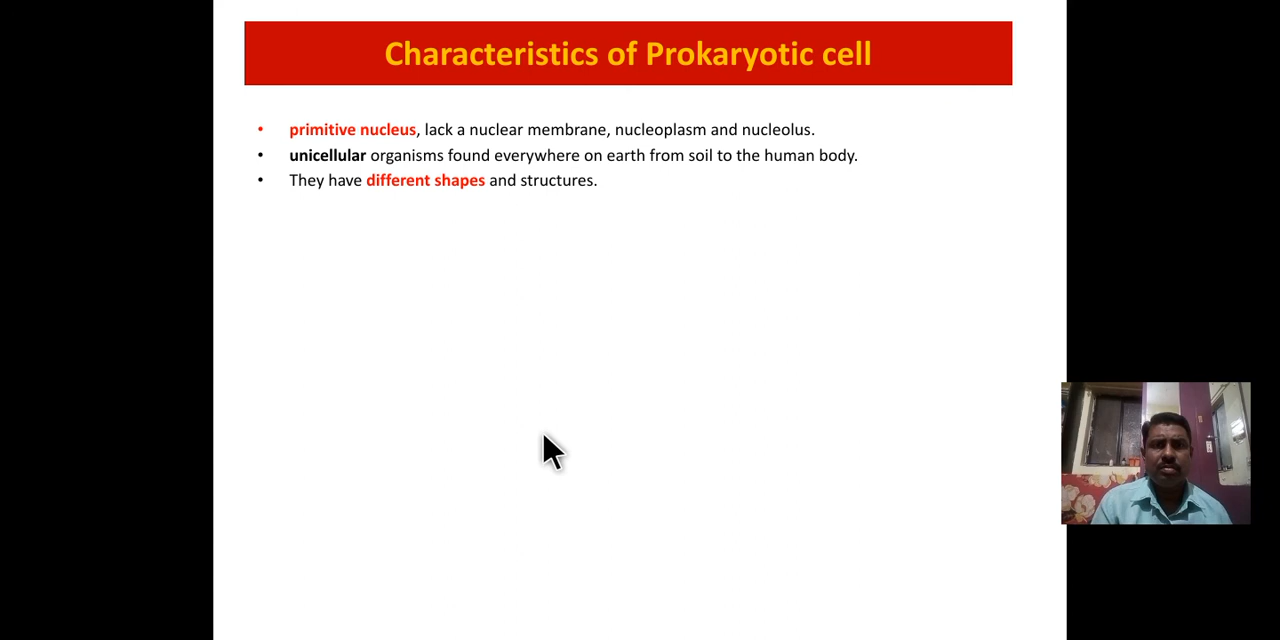 Characteristics of Prokaryotic cell
• primitive nucleus, lack a nuclear membrane, nucleoplasm and nucleolus.
• unicellular organisms found everywhere on earth from soil to the human body.
• They have different shapes and structures.